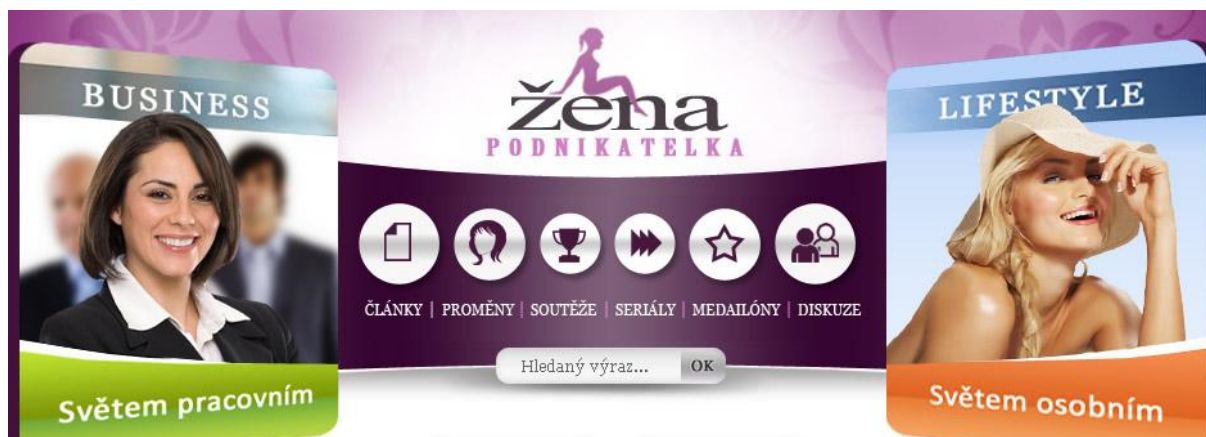 BUSINESS
Světem pracovním
žena
PODNIKATELKA
ČLÁNKY | PROMĚNY | SOUTĚŽE | SERIÁLY | MEDAILÓNY | DISKUZE
Hledaný výraz... OK
LIFESTYLE
Světem osobním